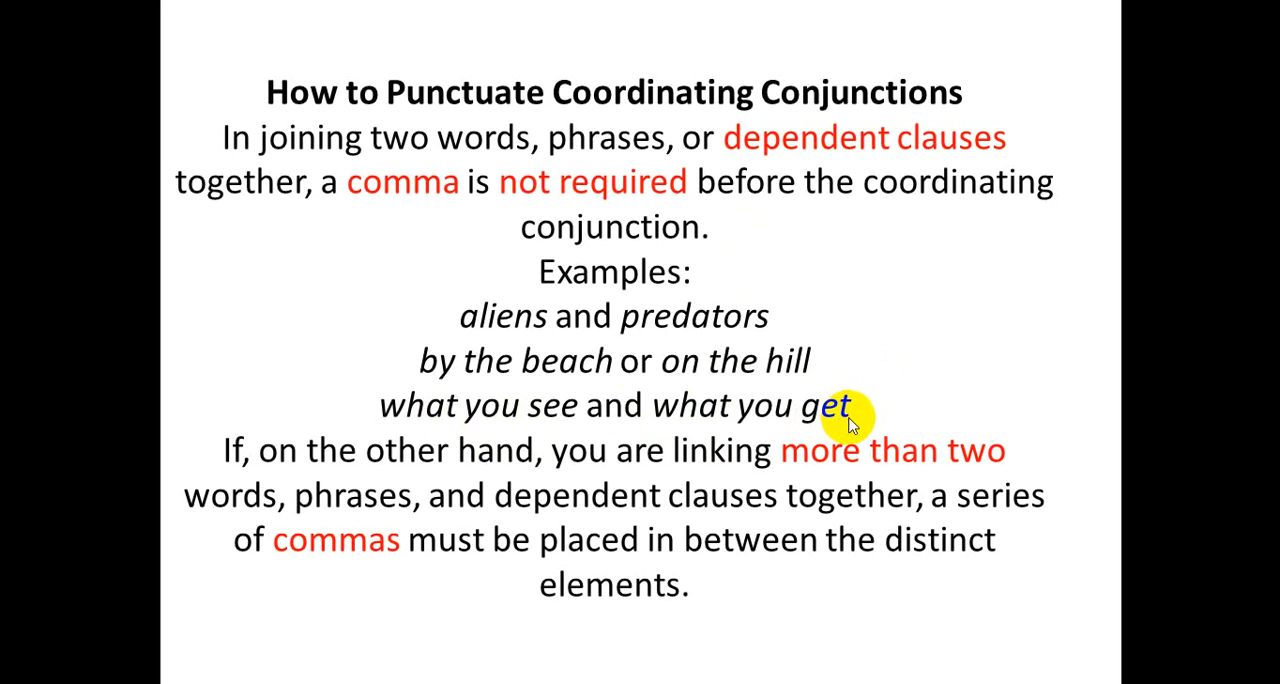 How to Punctuate Coordinating Conjunctions
In joining two words, phrases, or dependent clauses
together, a comma is not required before the coordinating
conjunction.
Examples:
aliens and predators
by the beach or on the hill
what you see and what you get
If, on the other hand, you are linking more than two
words, phrases, and dependent clauses together, a series
of commas must be placed in between the distinct
elements.